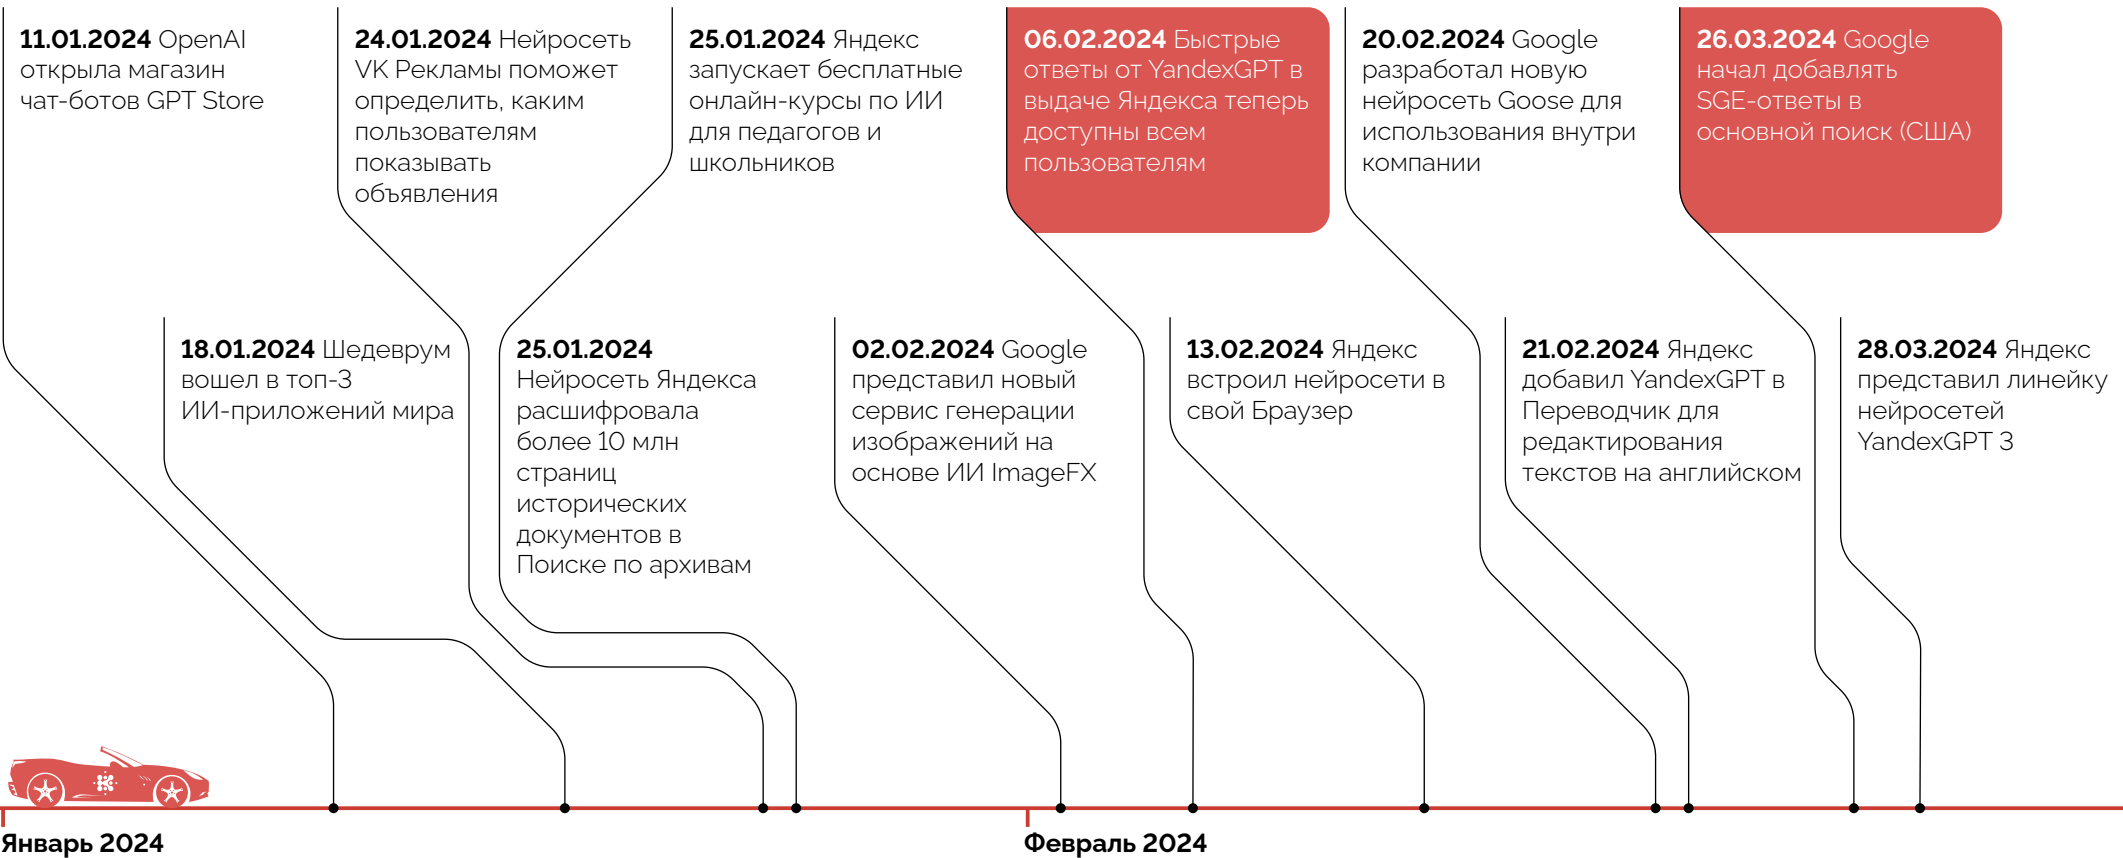 11.01.2024 OpenAI
открыла магазин
чат-ботов GPT Store
24.01.2024 Нейросеть
VK Рекламы поможет
определить, каким
пользователям
показывать
объявления
25.01.2024 Яндекс
запускает бесплатные
онлайн-курсы по ИИ
для педагогов и
школьников
06.02.2024 Быстрые
ответы от YandexGPT в
выдаче Яндекса теперь
доступны всем
пользователям
20.02.2024 Google
разработал новую
нейросеть Goose для
использования внутри
компании
26.03.2024 Google
начал добавлять
SGE-ответы в
основной поиск (США)
18.01.2024 Шедеврум
вошел в топ-3
ИИ-приложений мира
25.01.2024
Нейросеть Яндекса
расшифровала
более 10 млн
страниц
исторических
документов в
Поиске по архивам
02.02.2024 Google
представил новый
сервис генерации
изображений на
основе ИИ ImageFX
13.02.2024 Яндекс
встроил нейросети в
свой Браузер
21.02.2024 Яндекс
добавил YandexGPT в
Переводчик для
редактирования
текстов на английском
28.03.2024 Яндекс
представил линейку
нейросетей
YandexGPT 3
Январь 2024
Февраль 2024